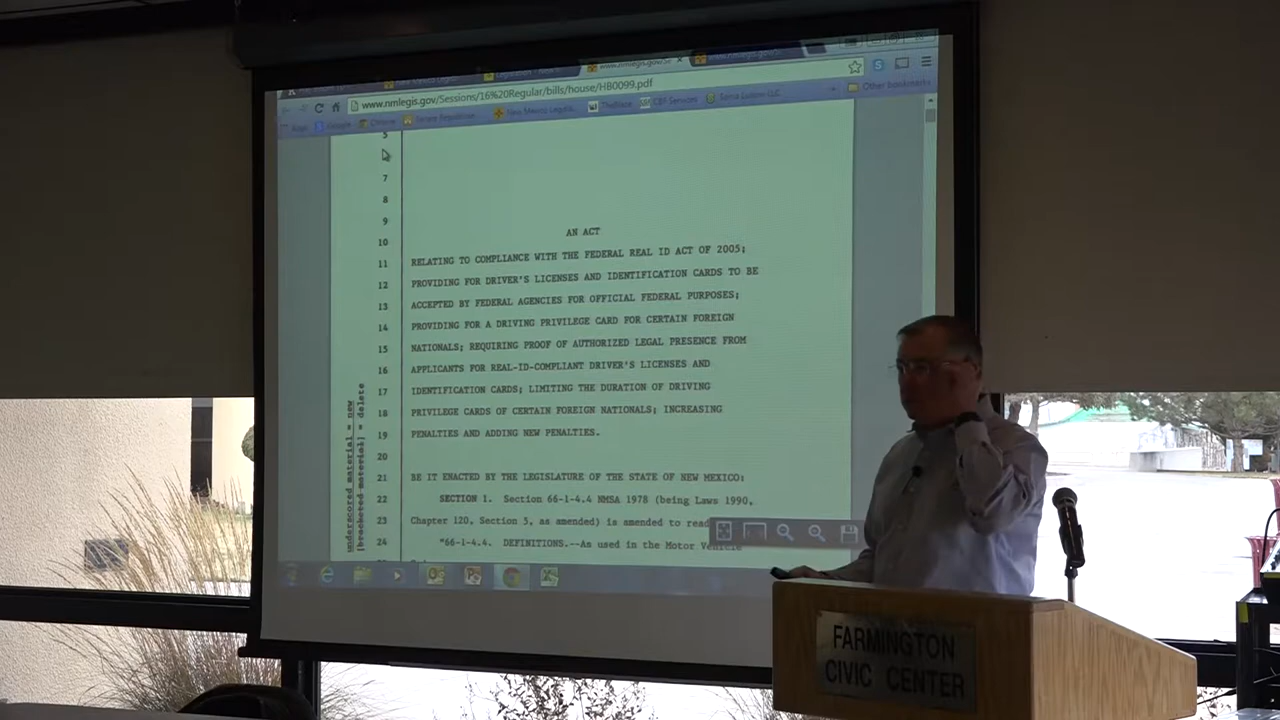 www.nmlegis.gov/Sessions/16%20Regular/bills/house/HB0099.pdf
Other bookmarks
5
7
8
9
AN ACT
10
11 RELATING TO COMPLIANCE WITH THE FEDERAL REAL ID ACT OF 2005;
12 PROVIDING FOR DRIVER'S LICENSES AND IDENTIFICATION CARDS TO BE
13 ACCEPTED BY FEDERAL AGENCIES FOR OFFICIAL FEDERAL PURPOSES;
14 PROVIDING FOR A DRIVING PRIVILEGE CARD FOR CERTAIN FOREIGN
15 NATIONALS; REQUIRING PROOF OF AUTHORIZED LEGAL PRESENCE FROM
16 APPLICANTS FOR REAL-ID-COMPLIANT DRIVER'S LICENSES AND
17 IDENTIFICATION CARDS; LIMITING THE DURATION OF DRIVING
18 PRIVILEGE CARDS OF CERTAIN FOREIGN NATIONALS; INCREASING
19 PENALTIES AND ADDING NEW PENALTIES.
20
21 BE IT ENACTED BY THE LEGISLATURE OF THE STATE OF NEW MEXICO:
22 SECTION 1. Section 66-1-4.4 NMSA 1978 (being Laws 1990,
23 Chapter 120, Section 5, as amended) is amended to read
24 "66-1-4.4. DEFINITIONS.--As used in the Motor Vehicle
underscored material = new
[bracketed material] = delete
FARMINGTON
CIVIC CENTER